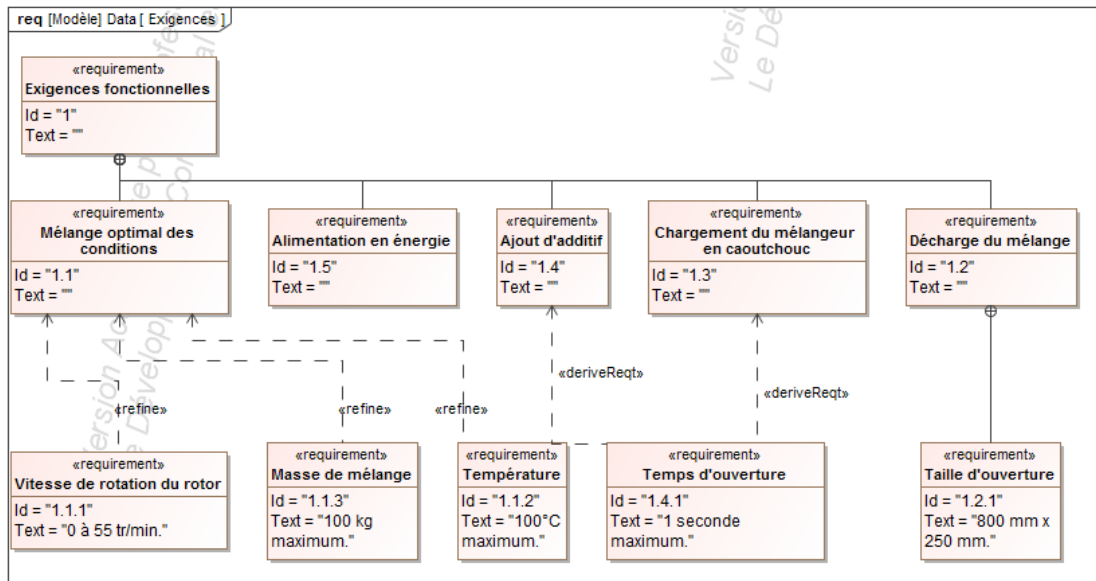 req [Modèle] Data [ Exigences ]
«requirement»
Exigences fonctionnelles
Id = "1"
Text = ""
«requirement»
Mélange optimal des
conditions
Id = "1.1"
Text = ""
«requirement»
Alimentation en énergie
Id = "1.5"
Text = ""
«requirement»
Ajout d'additif
Id = "1.4"
Text = ""
«requirement»
Chargement du mélangeur
en caoutchouc
Id = "1.3"
Text = ""
«requirement»
Décharge du mélange
Id = "1.2"
Text = ""
«refine»
«refine»
«refine»
«deriveReqt»
«deriveReqt»
«requirement»
Vitesse de rotation du rotor
Id = "1.1.1"
Text = "0 à 55 tr/min."
«requirement»
Masse de mélange
Id = "1.1.3"
Text = "100 kg
maximum."
«requirement»
Température
Id = "1.1.2"
Text = "100°C
maximum."
«requirement»
Temps d'ouverture
Id = "1.4.1"
Text = "1 seconde
maximum."
«requirement»
Taille d'ouverture
Id = "1.2.1"
Text = "800 mm x
250 mm."
Versio
Le Dé